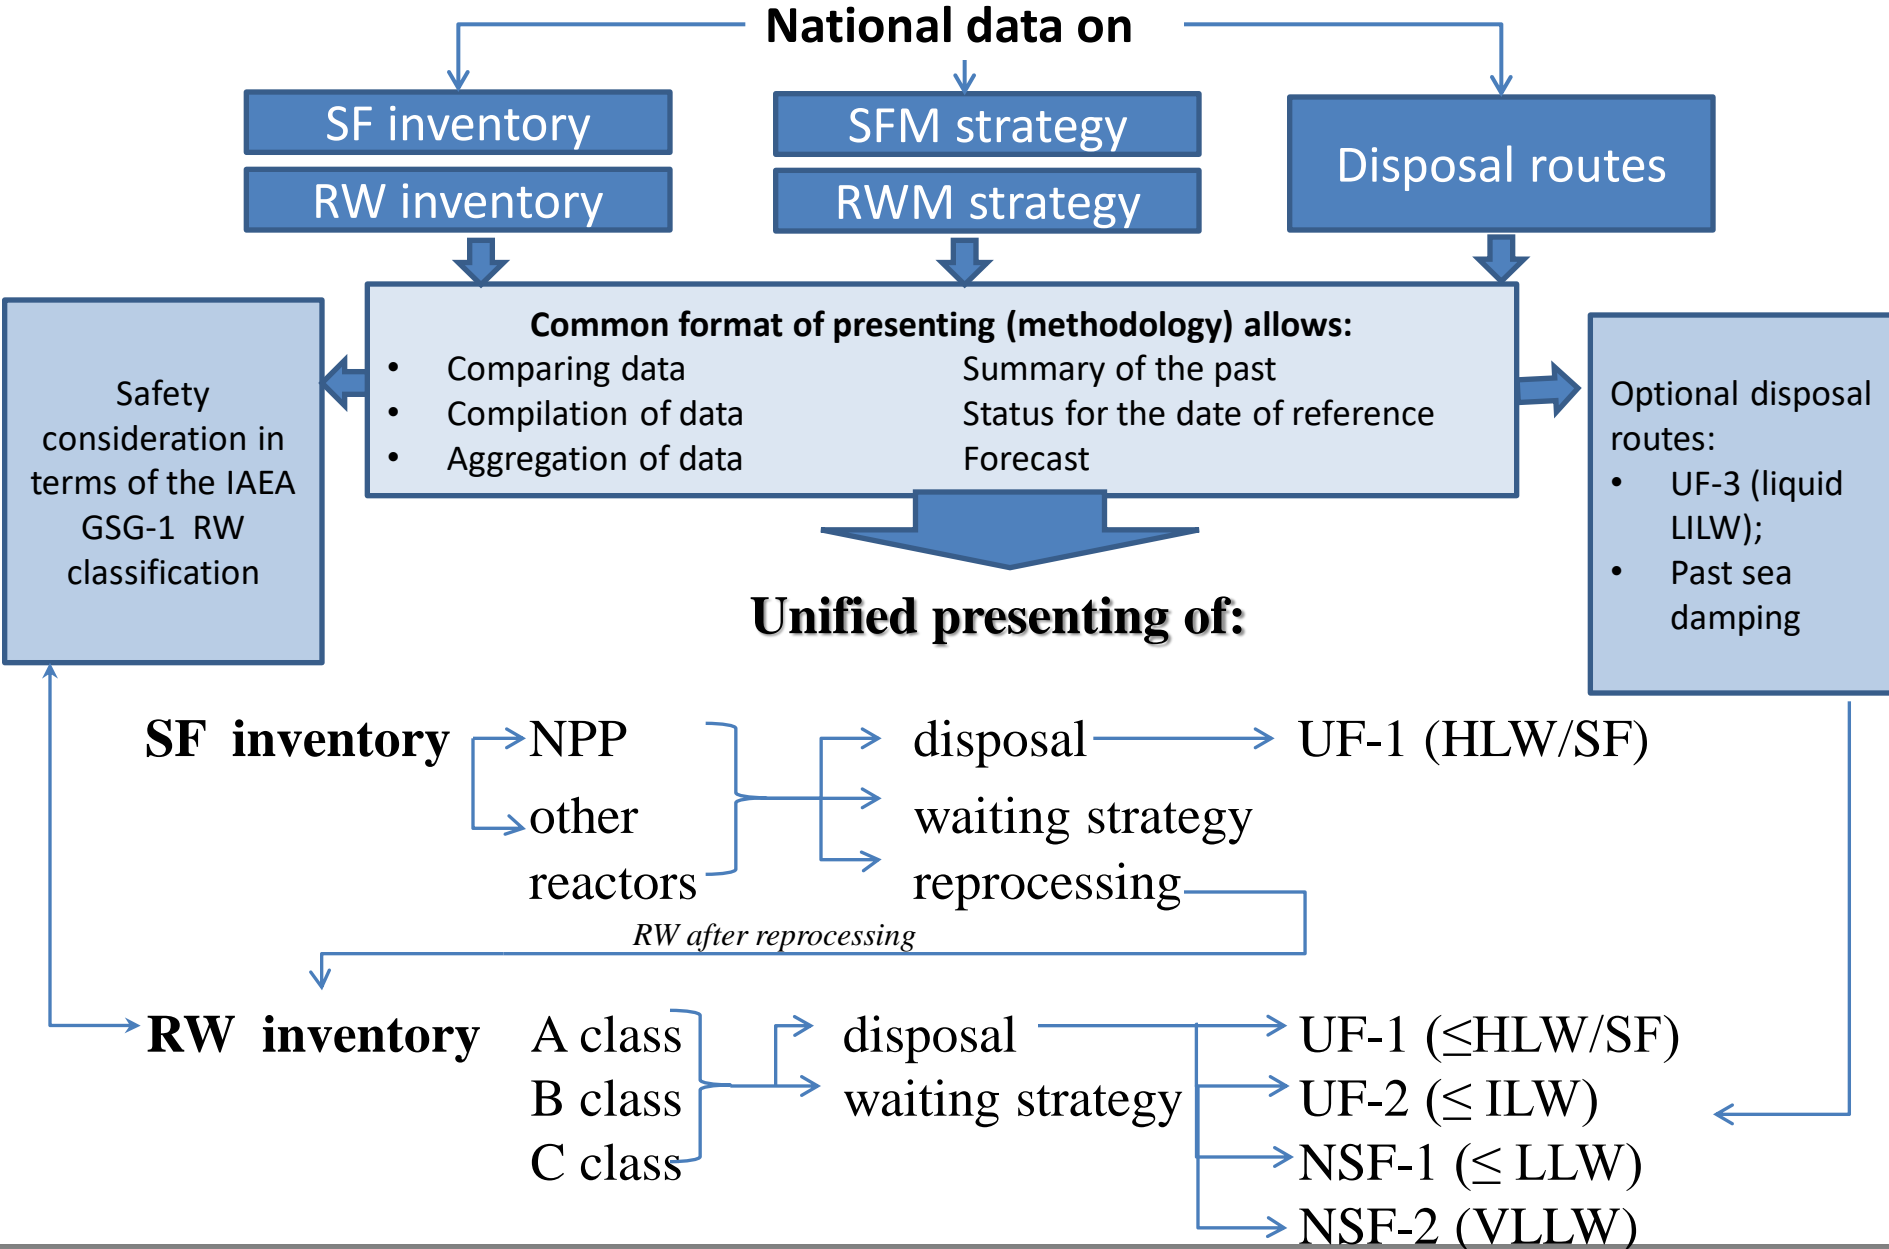 National data on
SF inventory
RW inventory
SFM strategy
RWM strategy
Disposal routes
Safety
consideration in
terms of the IAEA
GSG-1 RW
classification
Common format of presenting (methodology) allows:
• Comparing data Summary of the past
• Compilation of data Status for the date of reference
• Aggregation of data Forecast
Optional disposal
routes:
• UF-3 (liquid
LILW);
• Past sea
damping
Unified presenting of:
SF inventory NPP disposal UF-1 (HLW/SF)
other waiting strategy
reactors reprocessing
RW after reprocessing
RW inventory A class disposal UF-1 (≤HLW/SF)
B class waiting strategy UF-2 (≤ ILW)
C class NSF-1 (≤ LLW)
NSF-2 (VLLW)